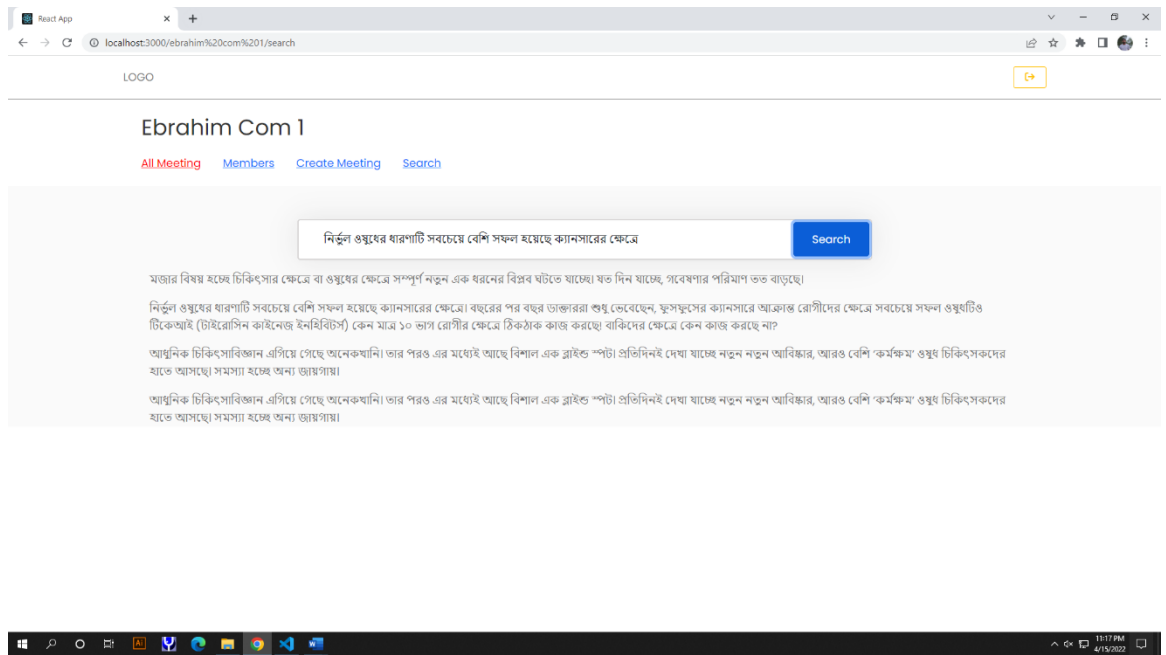 React App
localhost:3000/ebrahim%20com%201/search
LOGO
Ebrahim Com 1
All Meeting Members Create Meeting Search
নির্ভুল ওষুধের ধারণাটি সবচেয়ে বেশি সফল হয়েছে ক্যানসারের ক্ষেত্রে Search
মজার বিষয় হচ্ছে চিকিৎসার ক্ষেত্রে বা ওষুধের ক্ষেত্রে সম্পূর্ণ নতুন এক ধরনের বিপ্লব ঘটতে যাচ্ছে। যত দিন যাচ্ছে, গবেষণার পরিমাণ তত বাড়ছে।
নির্ভুল ওষুধের ধারণাটি সবচেয়ে বেশি সফল হয়েছে ক্যানসারের ক্ষেত্রে। বছরের পর বছর ডাক্তাররা শুধু ভেবেছেন, ফুসফুসের ক্যানসারে আক্রান্ত রোগীদের ক্ষেত্রে সবচেয়ে সফল ওষুধটিও
টিকেআই (টাইরোসিন কাইনেজ ইনহিবিটর্স) কেন মাত্র ১০ ভাগ রোগীর ক্ষেত্রে ঠিকঠাক কাজ করছে। বাকিদের ক্ষেত্রে কেন কাজ করছে না?
আধুনিক চিকিৎসাবিজ্ঞান এগিয়ে গেছে অনেকখানি। তার পরও এর মধ্যেই আছে বিশাল এক ব্লাইন্ড স্পট। প্রতিদিনই দেখা যাচ্ছে নতুন নতুন আবিষ্কার, আরও বেশি ‘কর্মক্ষম’ ওষুধ চিকিৎসকদের
হাতে আসছে। সমস্যা হচ্ছে অন্য জায়গায়।
আধুনিক চিকিৎসাবিজ্ঞান এগিয়ে গেছে অনেকখানি। তার পরও এর মধ্যেই আছে বিশাল এক ব্লাইন্ড স্পট। প্রতিদিনই দেখা যাচ্ছে নতুন নতুন আবিষ্কার, আরও বেশি ‘কর্মক্ষম’ ওষুধ চিকিৎসকদের
হাতে আসছে। সমস্যা হচ্ছে অন্য জায়গায়।
Ai
11:17 PM
4/15/2022